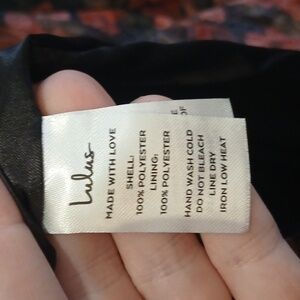 Lulus
MADE WITH LOVE
SHELL:
100% POLYESTER
LINING:
100% POLYESTER
HAND WASH COLD
DO NOT BLEACH
LINE DRY
IRON LOW HEAT
OF